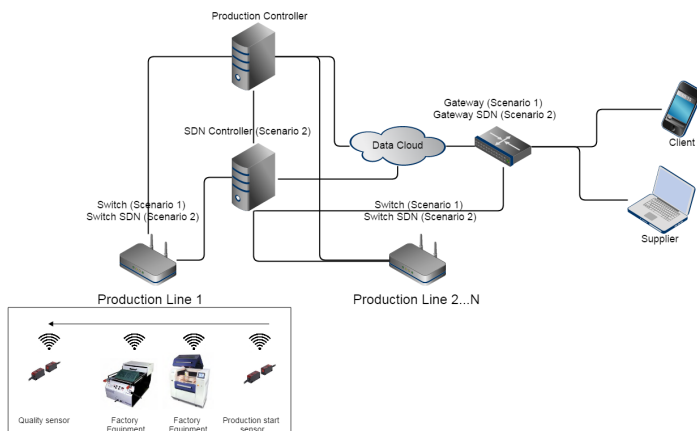 Production Controller
Gateway (Scenario 1)
Gateway SDN (Scenario 2)
SDN Controller (Scenario 2)
Data Cloud
Client
Switch (Scenario 1)
Switch SDN (Scenario 2)
Switch (Scenario 1)
Switch SDN (Scenario 2)
Supplier
Production Line 1
Production Line 2...N
Quality sensor
Factory
Equipment
Factory
Equipment
Production start
sensor